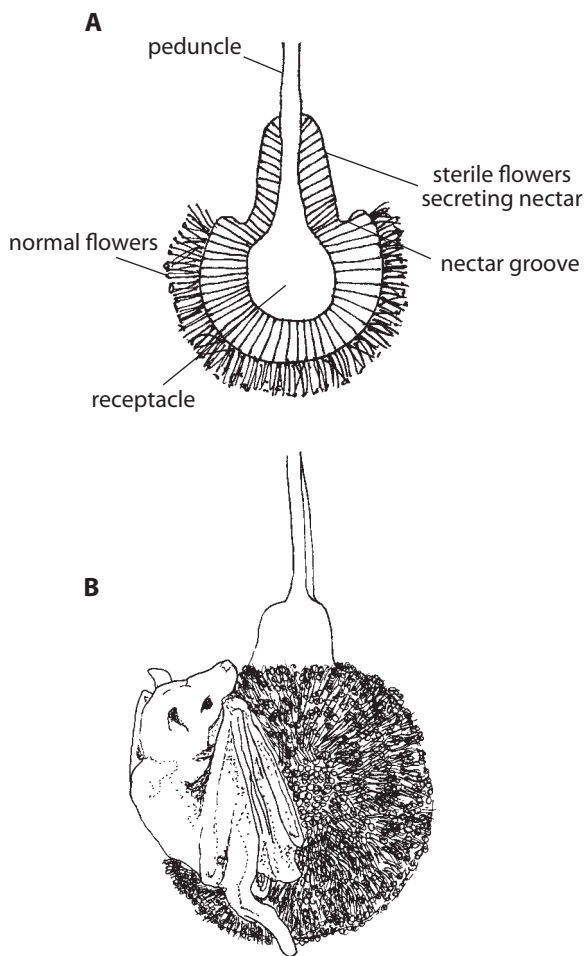 A
peduncle
sterile flowers
secreting nectar
normal flowers
nectar groove
receptacle
B